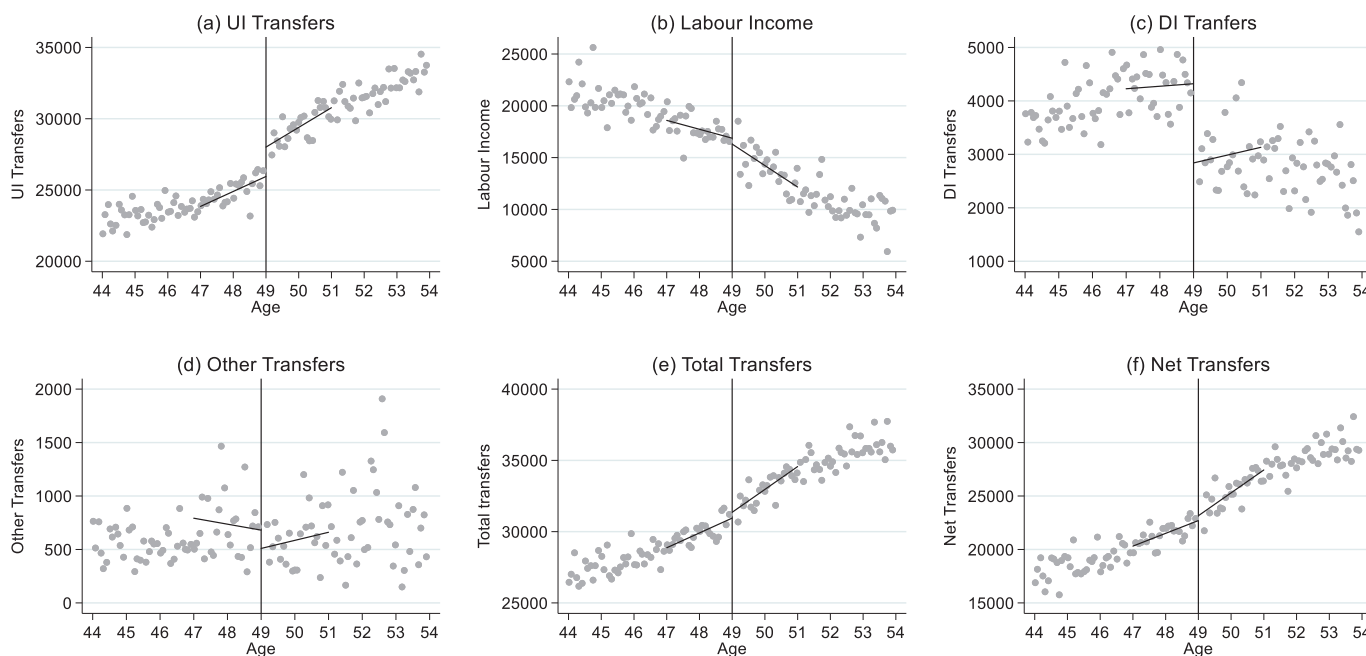 (a) UI Transfers
35000
30000
25000
20000
UI Transfers
44 45 46 47 48 49 50 51 52 53 54
Age
(b) Labour Income
25000
20000
15000
10000
5000
Labour Income
44 45 46 47 48 49 50 51 52 53 54
Age
(c) DI Tranfers
5000
4000
3000
2000
1000
DI Transfers
44 45 46 47 48 49 50 51 52 53 54
Age
(d) Other Transfers
2000
1500
1000
500
0
Other Transfers
44 45 46 47 48 49 50 51 52 53 54
Age
(e) Total Transfers
40000
35000
30000
25000
Total transfers
44 45 46 47 48 49 50 51 52 53 54
Age
(f) Net Transfers
35000
30000
25000
20000
15000
Net Transfers
44 45 46 47 48 49 50 51 52 53 54
Age